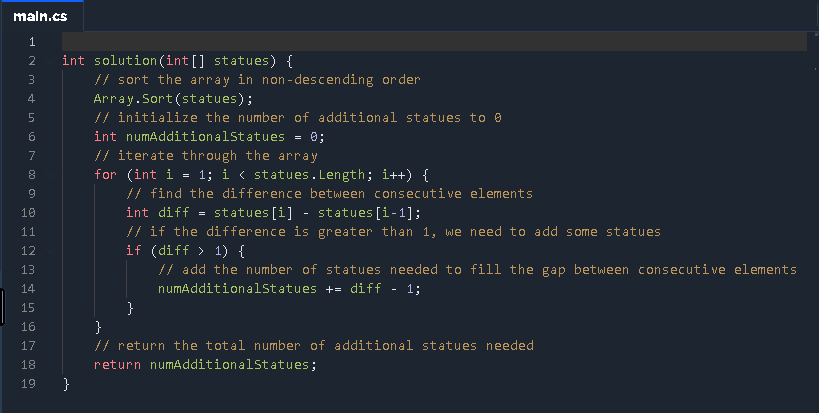 main.cs
1
2 int solution(int[] statues) {
3 // sort the array in non-descending order
4 Array.Sort(statues);
5 // initialize the number of additional statues to 0
6 int numAdditionalStatues = 0;
7 // iterate through the array
8 for (int i = 1; i < statues.Length; i++) {
9 // find the difference between consecutive elements
10 int diff = statues[i] - statues[i-1];
11 // if the difference is greater than 1, we need to add some statues
12 if (diff > 1) {
13 // add the number of statues needed to fill the gap between consecutive elements
14 numAdditionalStatues += diff - 1;
15 }
16 }
17 // return the total number of additional statues needed
18 return numAdditionalStatues;
19 }